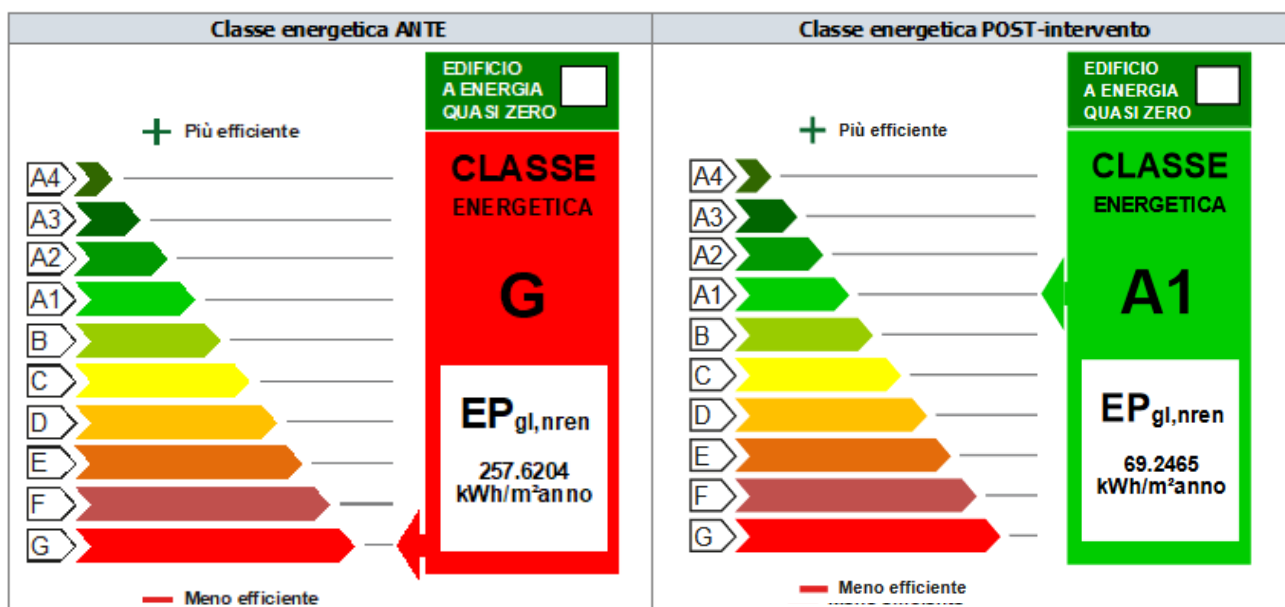 Classe energetica ANTE
EDIFICIO
A ENERGIA
QUASI ZERO
Più efficiente
CLASSE
ENERGETICA
A4
A3
A2
A1
B
C
D
E
F
G
G
EPgl,nren
257.6204
kWh/m²anno
Meno efficiente
Classe energetica POST-intervento
EDIFICIO
A ENERGIA
QUASI ZERO
Più efficiente
CLASSE
ENERGETICA
A4
A3
A2
A1
B
C
D
E
F
G
A1
EPgl,nren
69.2465
kWh/m²anno
Meno efficiente